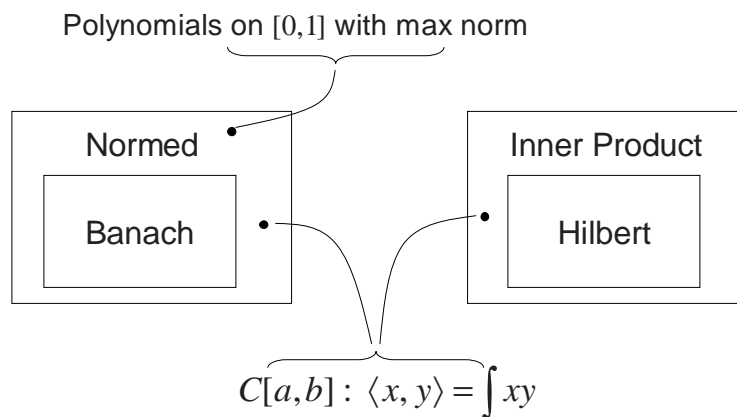 Polynomials on [0,1] with max norm
Normed
Inner Product
Banach
Hilbert
C[a,b]: ⟨x, y⟩ = ∫ xy